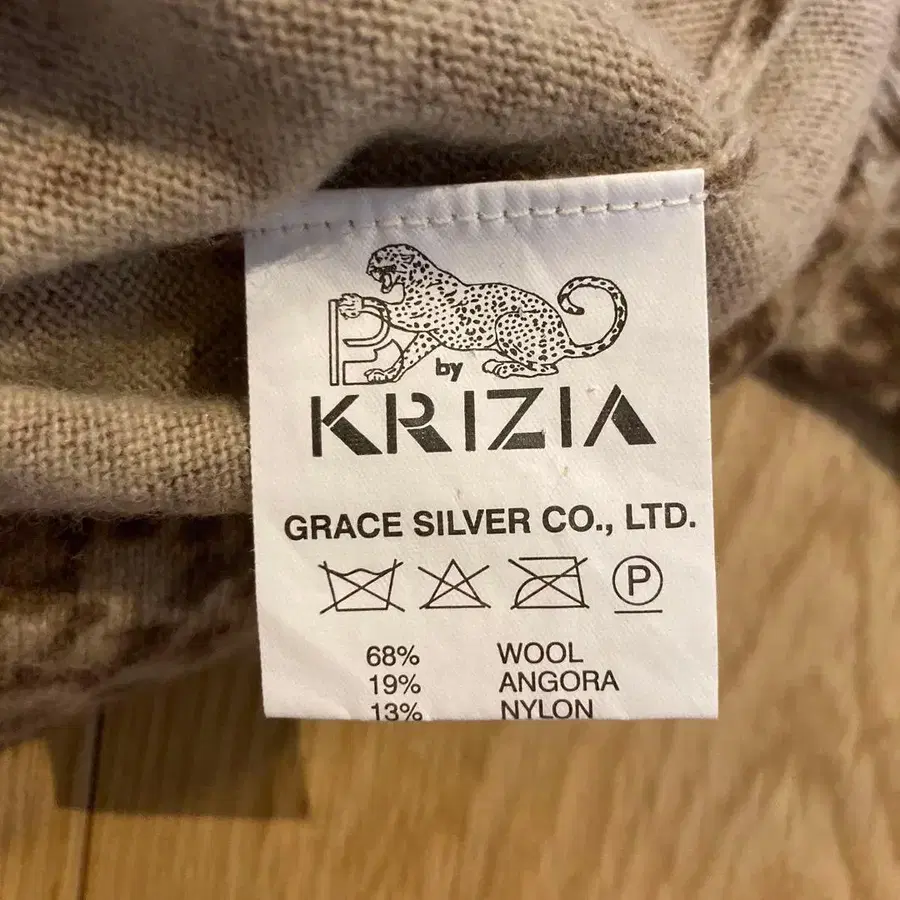 B
by
KRIZIA
GRACE SILVER CO., LTD.
P
68% WOOL
19% ANGORA
13% NYLON